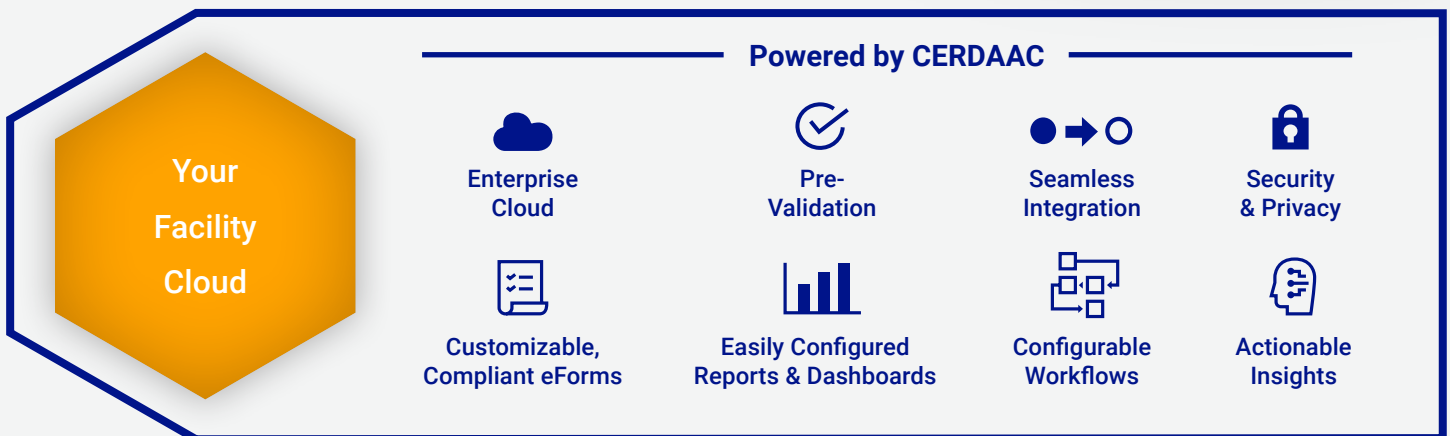 Your
Facility
Cloud
Powered by CERDAAC
Enterprise
Cloud
Pre-
Validation
Seamless
Integration
Security
& Privacy
Customizable,
Compliant eForms
Easily Configured
Reports & Dashboards
Configurable
Workflows
Actionable
Insights